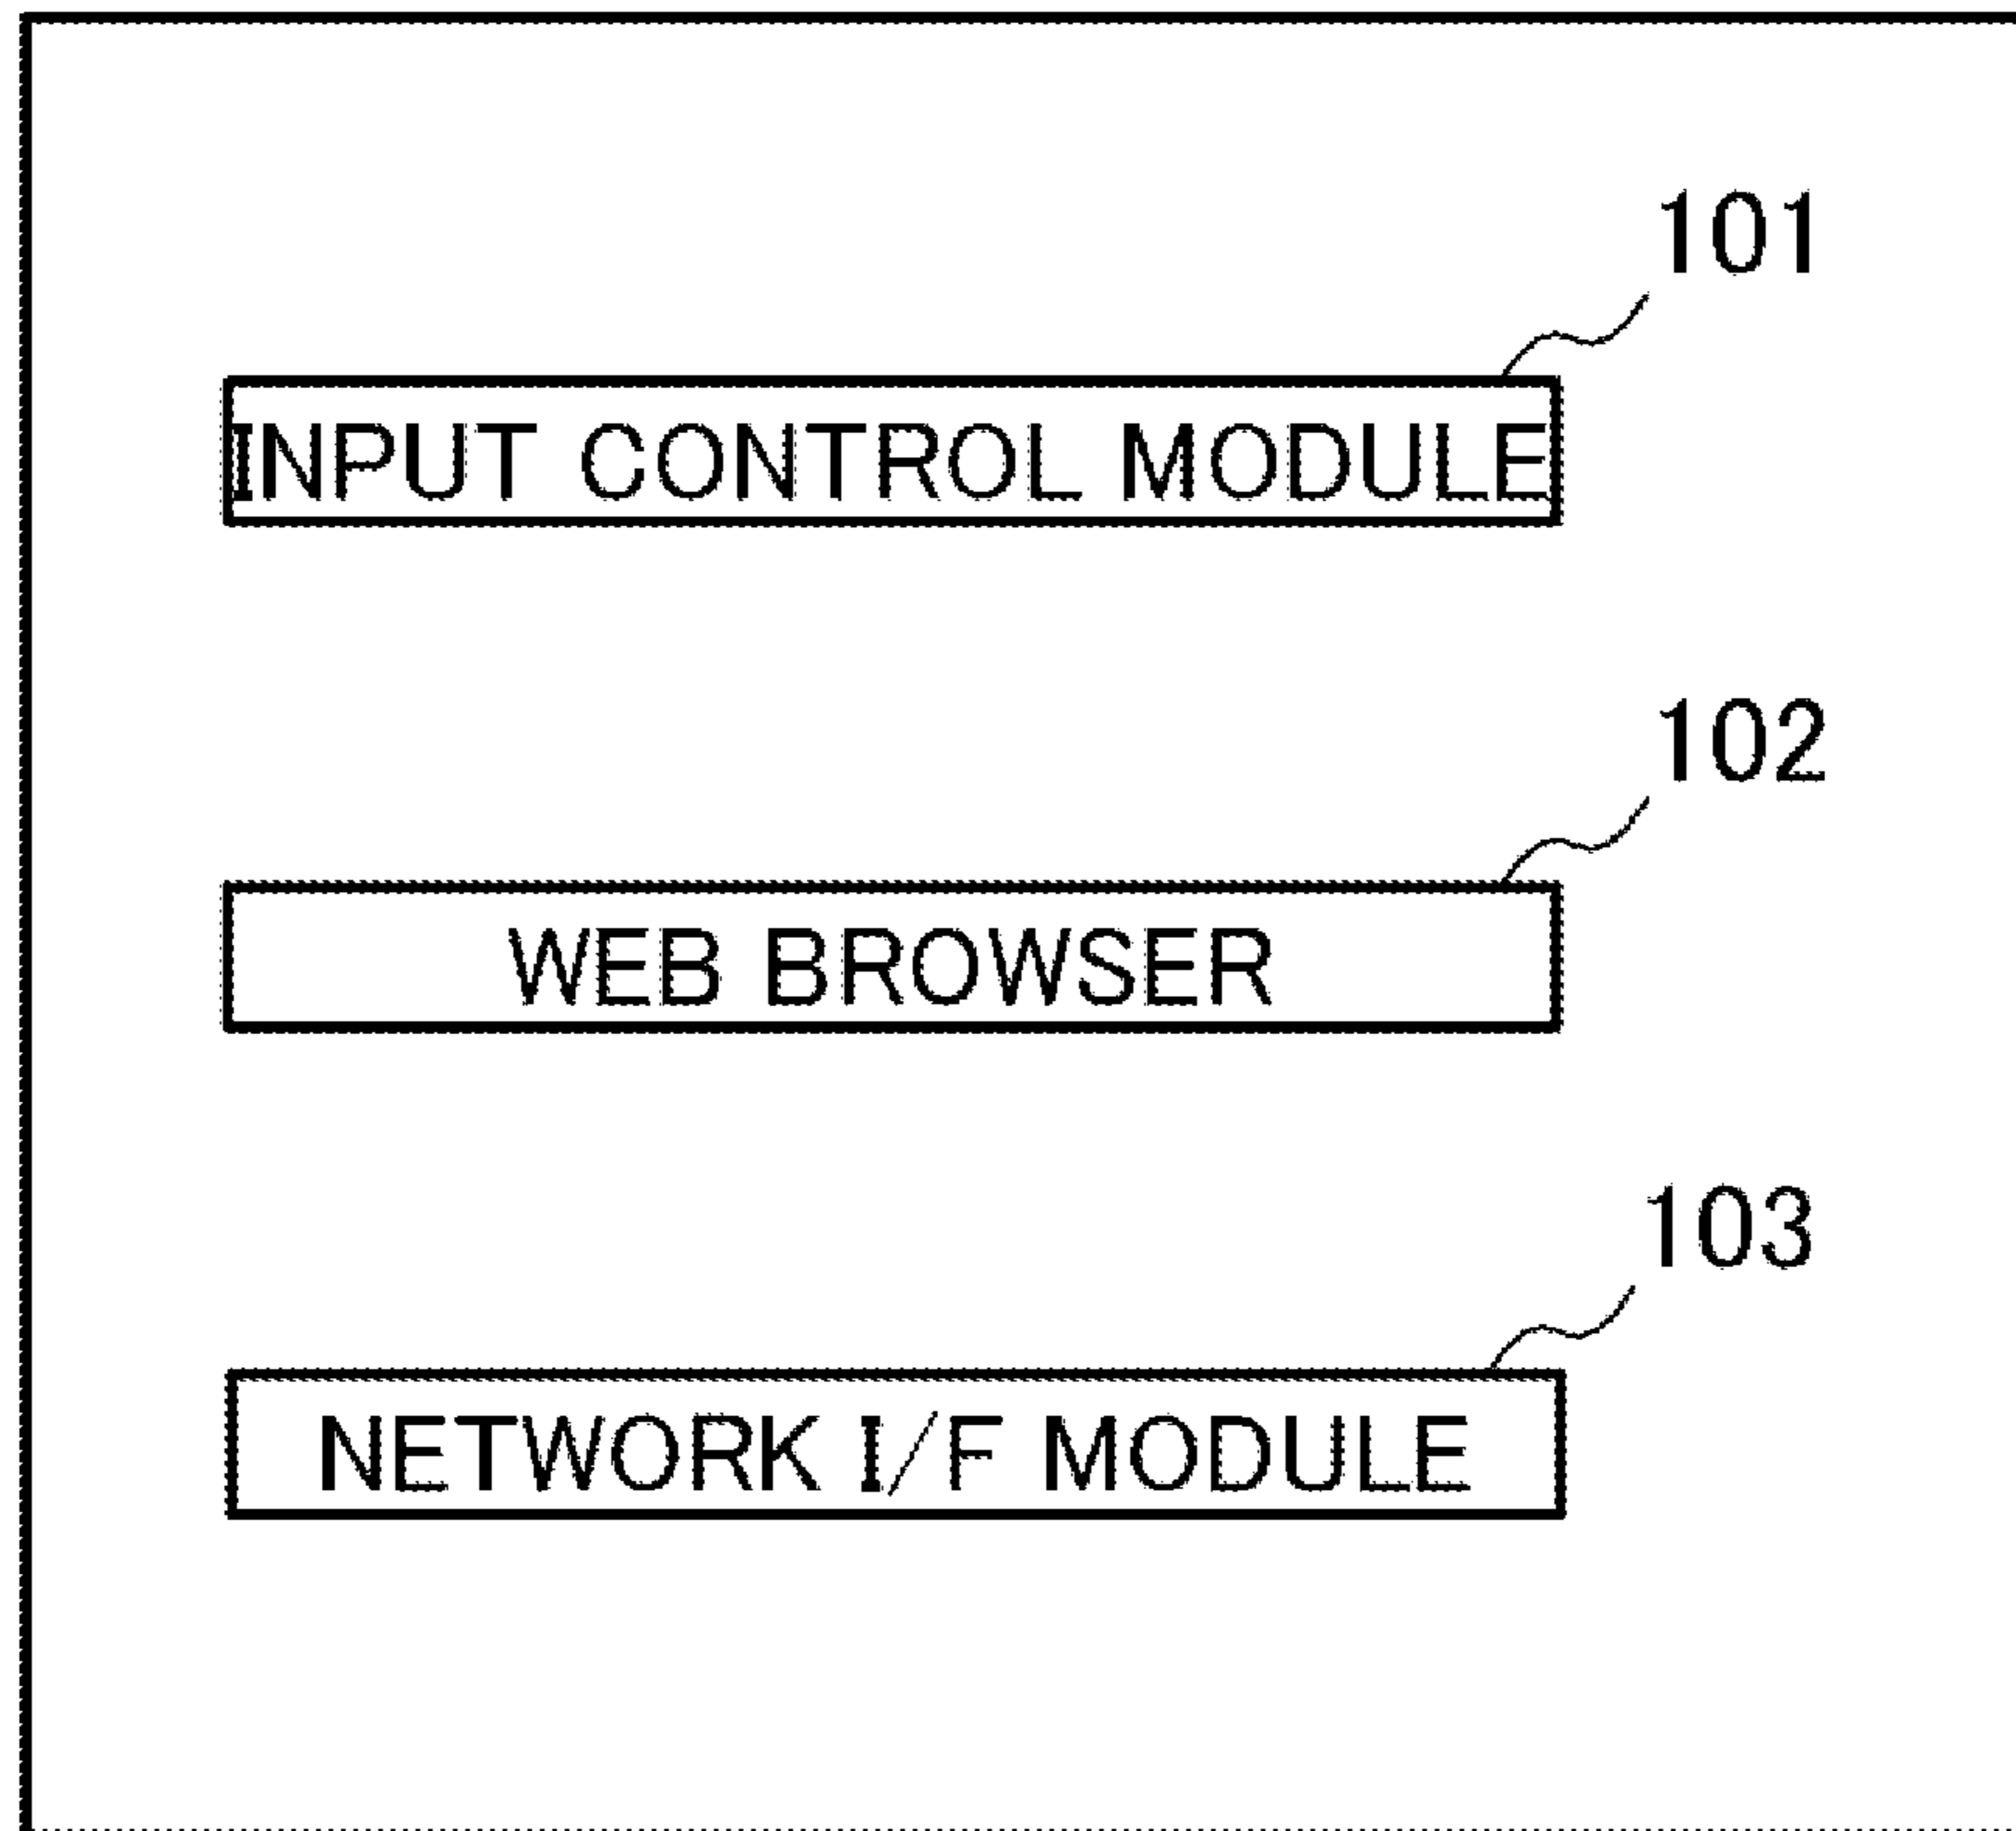 101
INPUT CONTROL MODULE
102
WEB BROWSER
103
NETWORK I/F MODULE